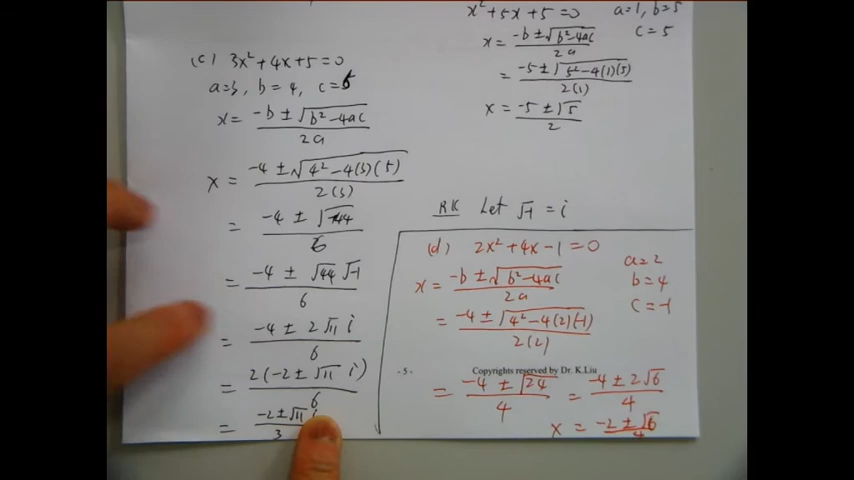 x²+5x+5=0 a=1, b=5
c=5
x = (-b ± √(b²-4ac)) / 2a
= (-5 ± √(5²-4(1)(5))) / 2(1)
x = (-5 ± √5) / 2
(c) 3x²+4x+5=0
a=3, b=4, c=5
x = (-b ± √(b²-4ac)) / 2a
x = (-4 ± √(4²-4(3)(5))) / 2(3)
= (-4 ± √-44) / 6
= (-4 ± √44 √-1) / 6
= (-4 ± 2√11 i) / 6
= 2(-2 ± √11 i) / 6
= (-2 ± √11 i) / 3
RK Let √-1 = i
(d) 2x²+4x-1=0
a=2
b=4
c=-1
x = (-b ± √(b²-4ac)) / 2a
= (-4 ± √(4²-4(2)(-1))) / 2(2)
- 5 - Copyrights reserved by Dr. K.Liu
= (-4 ± √24) / 4 = (-4 ± 2√6) / 4
x = (-2 ± √6)